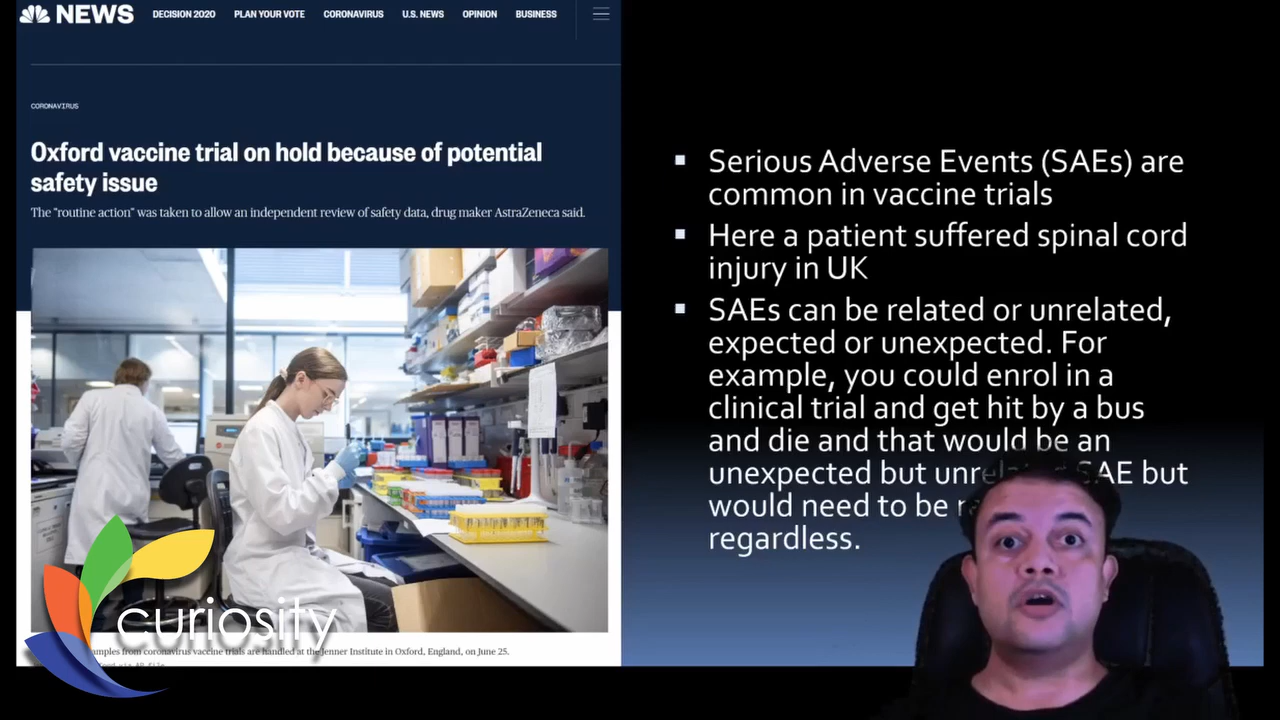 NEWS DECISION 2020 PLAN YOUR VOTE CORONAVIRUS U.S. NEWS OPINION BUSINESS
CORONAVIRUS
Oxford vaccine trial on hold because of potential
safety issue
The "routine action" was taken to allow an independent review of safety data, drug maker AstraZeneca said.
curiosity
amples from coronavirus vaccine trials are handled at the Jenner Institute in Oxford, England, on June 25.
via AP file
Serious Adverse Events (SAEs) are
common in vaccine trials
Here a patient suffered spinal cord
injury in UK
SAEs can be related or unrelated,
expected or unexpected. For
example, you could enrol in a
clinical trial and get hit by a bus
and die and that would be an
unexpected but SAE but
would need to be
regardless.